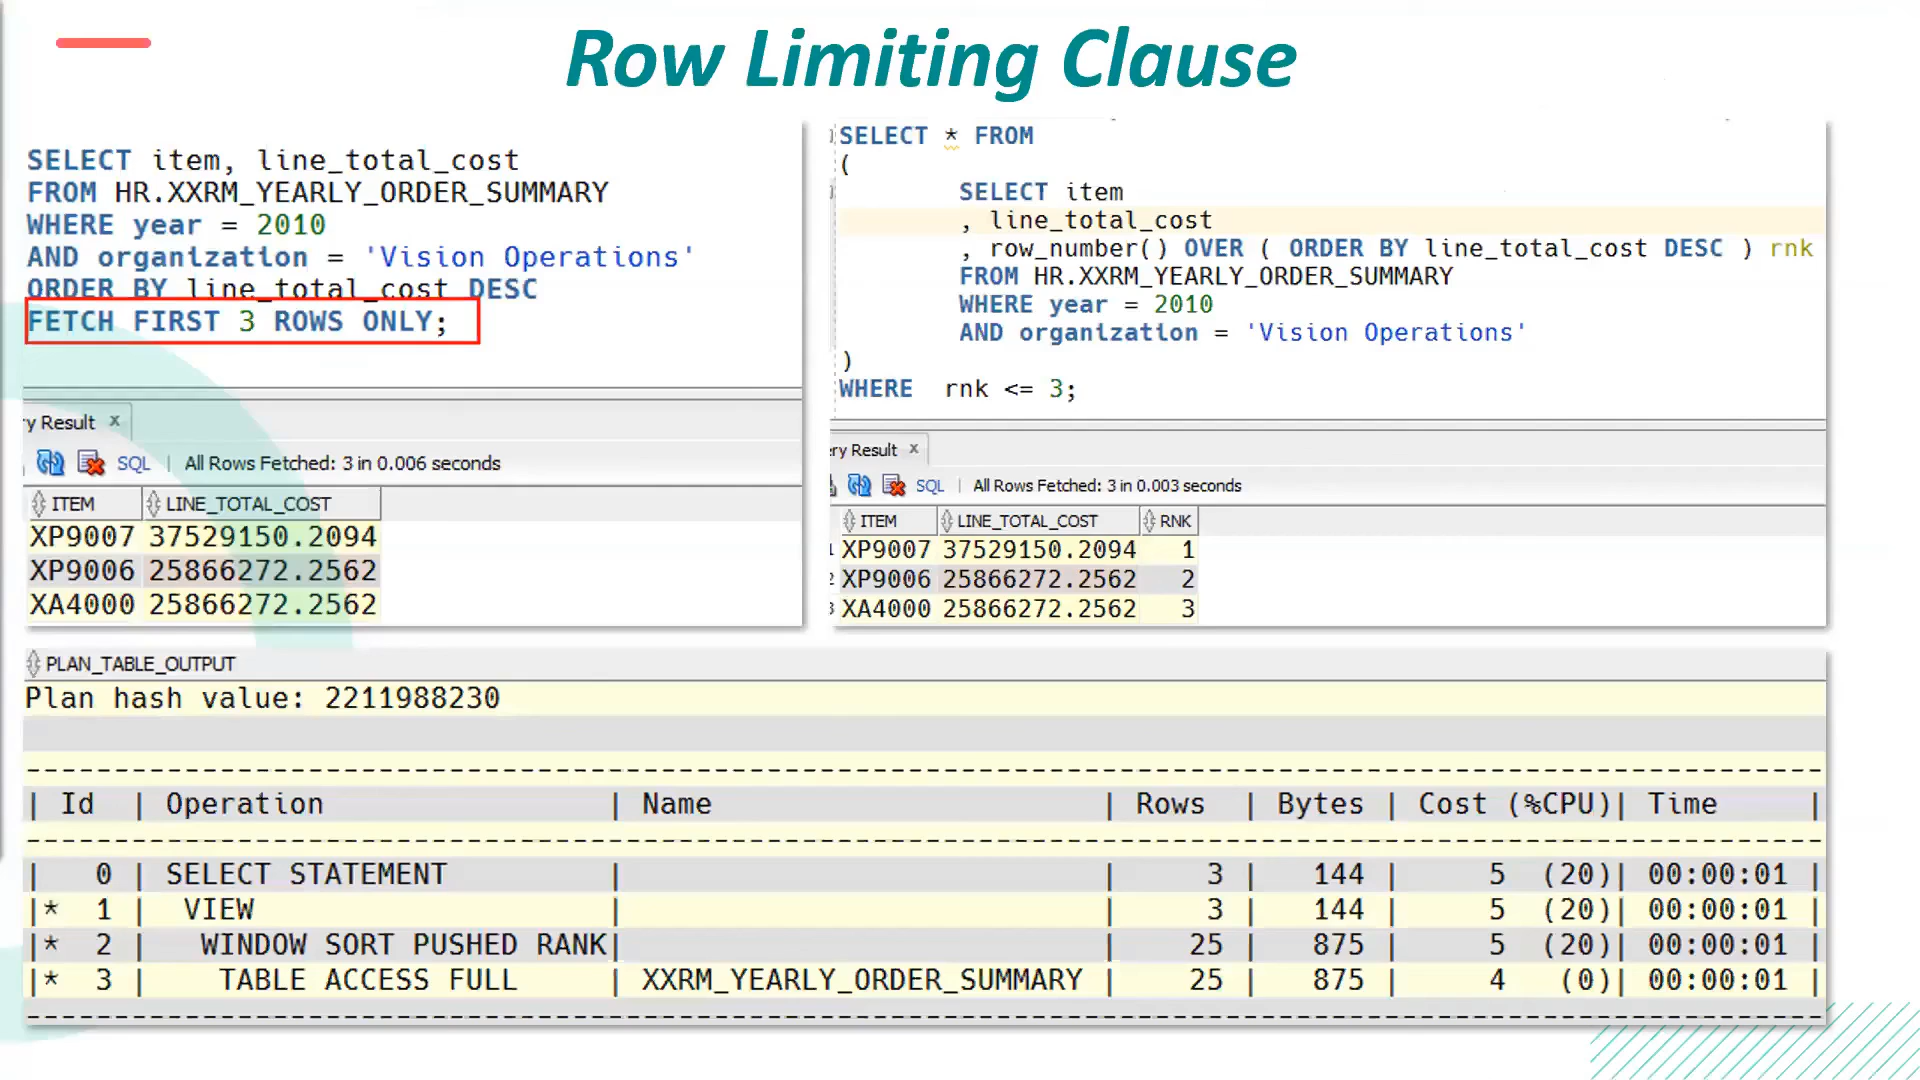 Row Limiting Clause
SELECT item, line_total_cost
FROM HR.XXRM_YEARLY_ORDER_SUMMARY
WHERE year = 2010
AND organization = 'Vision Operations'
ORDER BY line_total_cost DESC
FETCH FIRST 3 ROWS ONLY;
ry Result x
SQL | All Rows Fetched: 3 in 0.006 seconds
ITEM LINE_TOTAL_COST
XP9007 37529150.2094
XP9006 25866272.2562
XA4000 25866272.2562
SELECT * FROM
(
SELECT item
, line_total_cost
, row_number() OVER ( ORDER BY line_total_cost DESC ) rnk
FROM HR.XXRM_YEARLY_ORDER_SUMMARY
WHERE year = 2010
AND organization = 'Vision Operations'
)
WHERE rnk <= 3;
ery Result x
SQL | All Rows Fetched: 3 in 0.003 seconds
ITEM LINE_TOTAL_COST RNK
1 XP9007 37529150.2094 1
2 XP9006 25866272.2562 2
3 XA4000 25866272.2562 3
PLAN_TABLE_OUTPUT
Plan hash value: 2211988230
| Id | Operation | Name | Rows | Bytes | Cost (%CPU)| Time |
| 0 | SELECT STATEMENT | | 3 | 144 | 5 (20)| 00:00:01 |
|* 1 | VIEW | | 3 | 144 | 5 (20)| 00:00:01 |
|* 2 | WINDOW SORT PUSHED RANK| | 25 | 875 | 5 (20)| 00:00:01 |
|* 3 | TABLE ACCESS FULL | XXRM_YEARLY_ORDER_SUMMARY | 25 | 875 | 4 (0)| 00:00:01 |